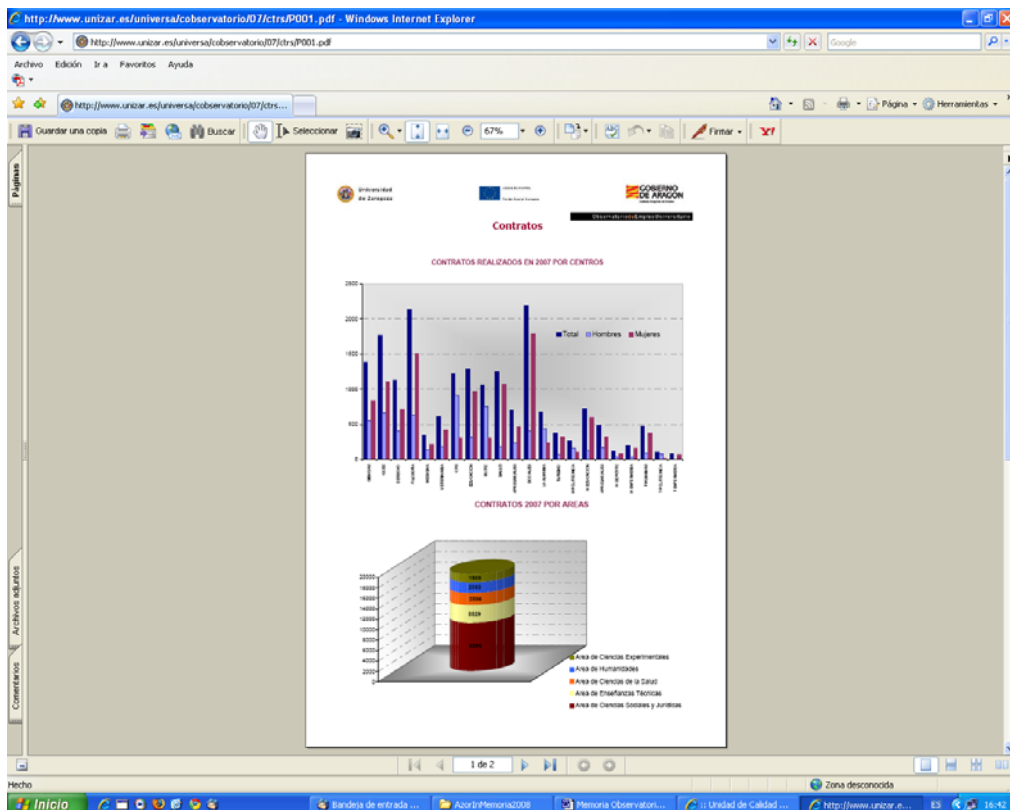 http://www.unizar.es/universa/cobservatorio/07/ctrs/P001.pdf - Windows Internet Explorer
http://www.unizar.es/universa/cobservatorio/07/ctrs/P001.pdf
Google
Archivo Edición Ir a Favoritos Ayuda
http://www.unizar.es/universa/cobservatorio/07/ctrs...
Página Herramientas
Guardar una copia Buscar Seleccionar 67% Firmar Y!
Páginas
Archivos adjuntos
Comentarios
Universidad
de Zaragoza
GOBIERNO
DE ARAGON
ObservatoriodeEmpleoUniversitario
Contratos
CONTRATOS REALIZADOS EN 2007 POR CENTROS
2500
2000
1500
1000
500
0
Total Hombres Mujeres
DERECHO
EDUCACION
CONTRATOS 2007 POR AREAS
20000
18000
16000
14000
12000
10000
8000
6000
4000
2000
0
Area de Ciencias Experimentales
Area de Humanidades
Area de Ciencias de la Salud
Area de Enseñanzas Técnicas
Area de Ciencias Sociales y Jurídicas
1 de 2
Hecho
Zona desconocida
Inicio
Bandeja de entrada ...
AzorInMemoria2008
Memoria Observatori...
:: Unidad de Calidad ...
http://www.unizar.e...
ES
16:42